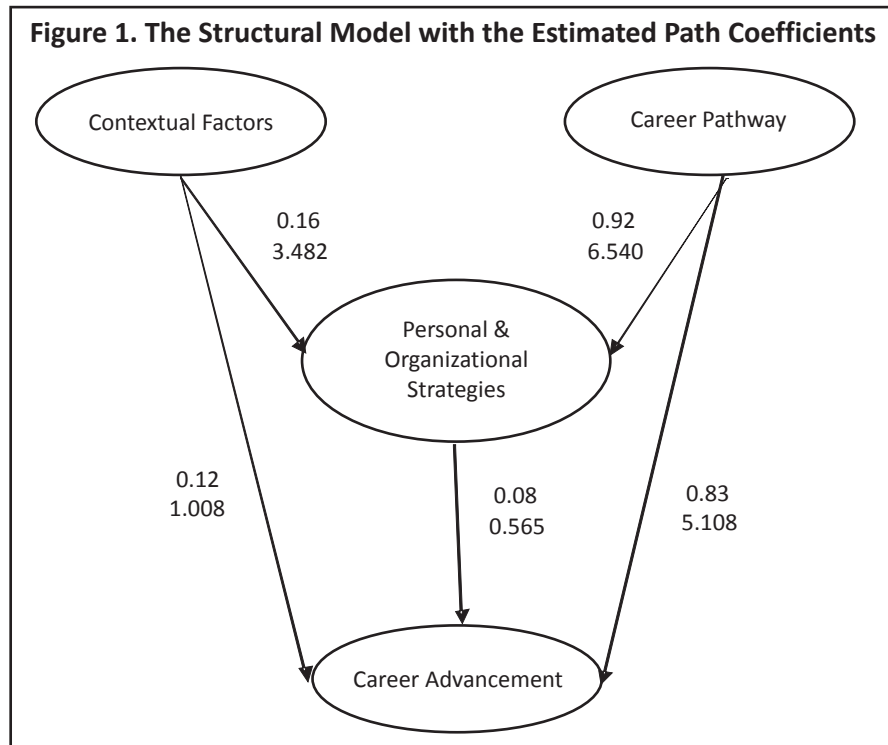 Figure 1. The Structural Model with the Estimated Path Coefficients
Contextual Factors
Career Pathway
0.16
3.482
0.92
6.540
Personal &
Organizational
Strategies
0.12
1.008
0.08
0.565
0.83
5.108
Career Advancement